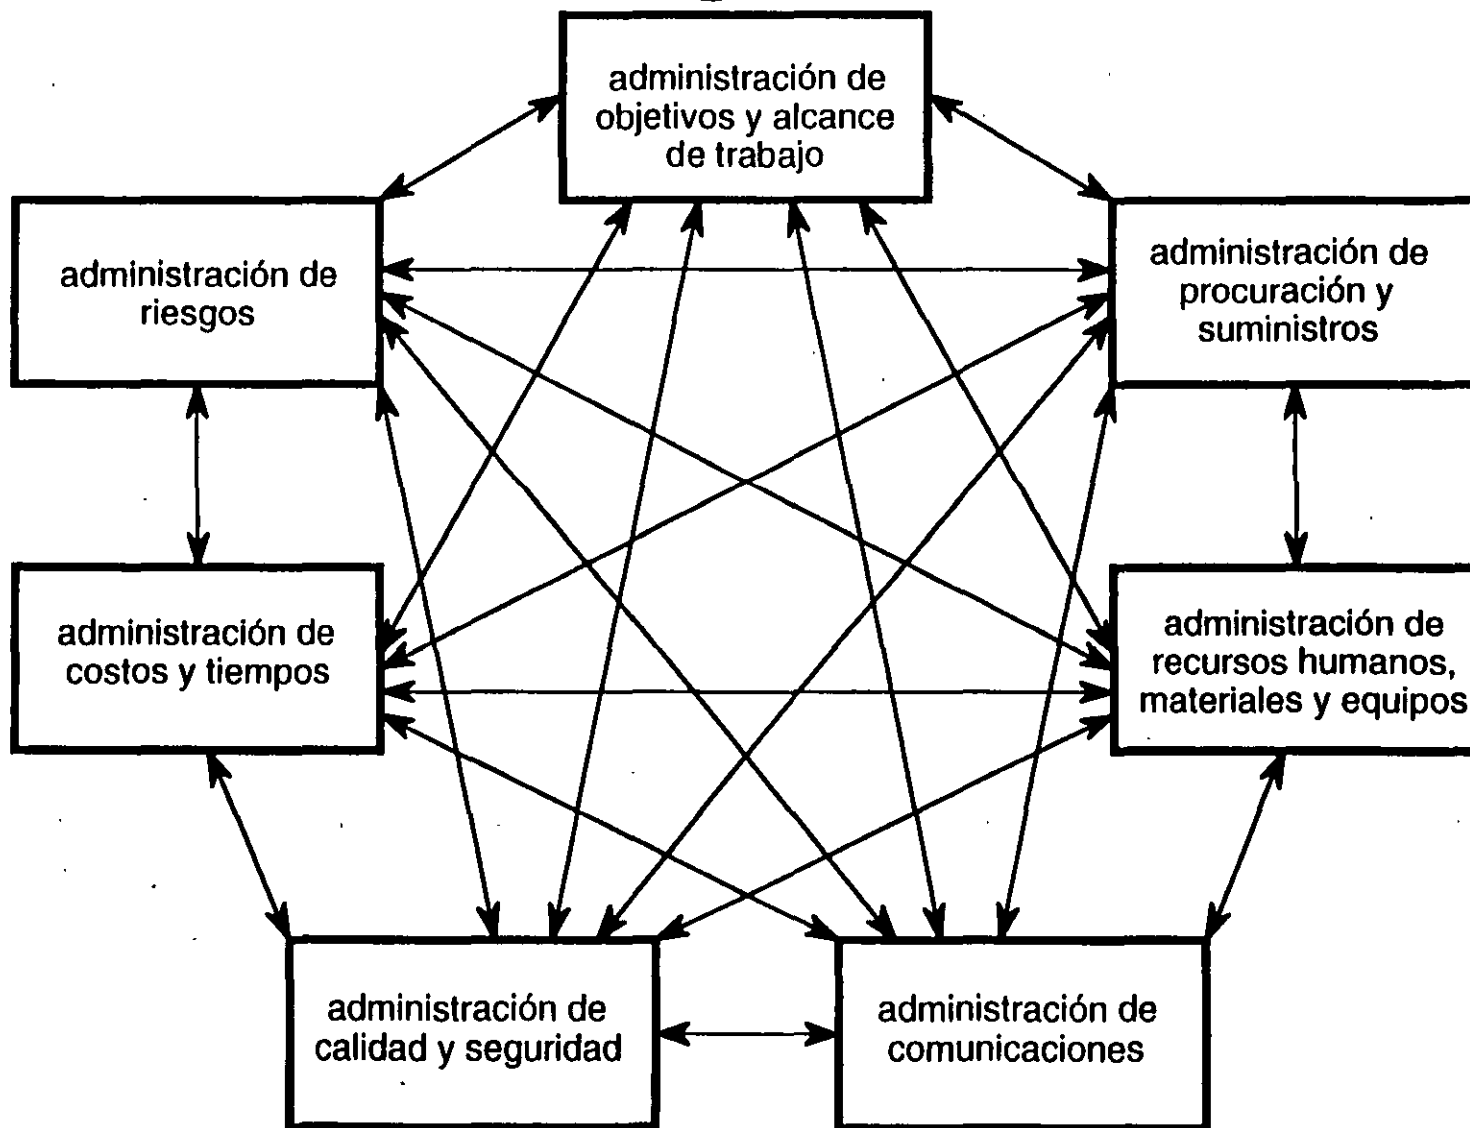 administración de
objetivos y alcance
de trabajo
administración de
riesgos
administración de
procuración y
suministros
administración de
costos y tiempos
administración de
recursos humanos,
materiales y equipos
administración de
calidad y seguridad
administración de
comunicaciones